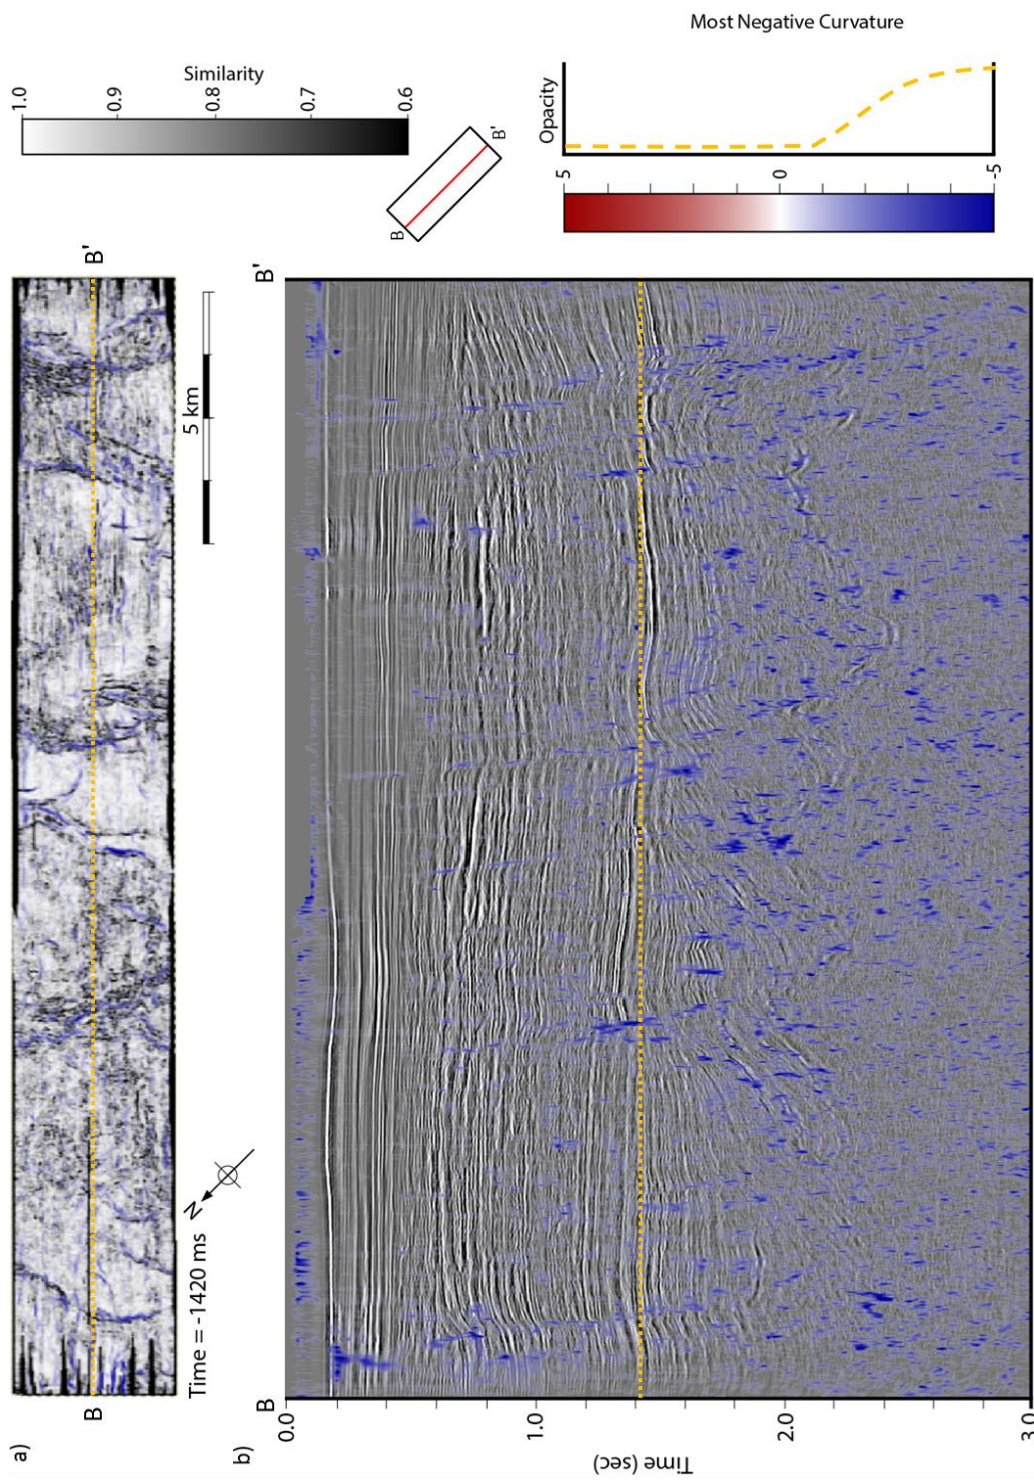 a)
B
B'
Time = -1420 ms
N
5 km
Similarity
1.0
0.9
0.8
0.7
0.6
b)
B
B'
0.0
1.0
2.0
3.0
Time (sec)
B
B'
Most Negative Curvature
Opacity
5
0
-5